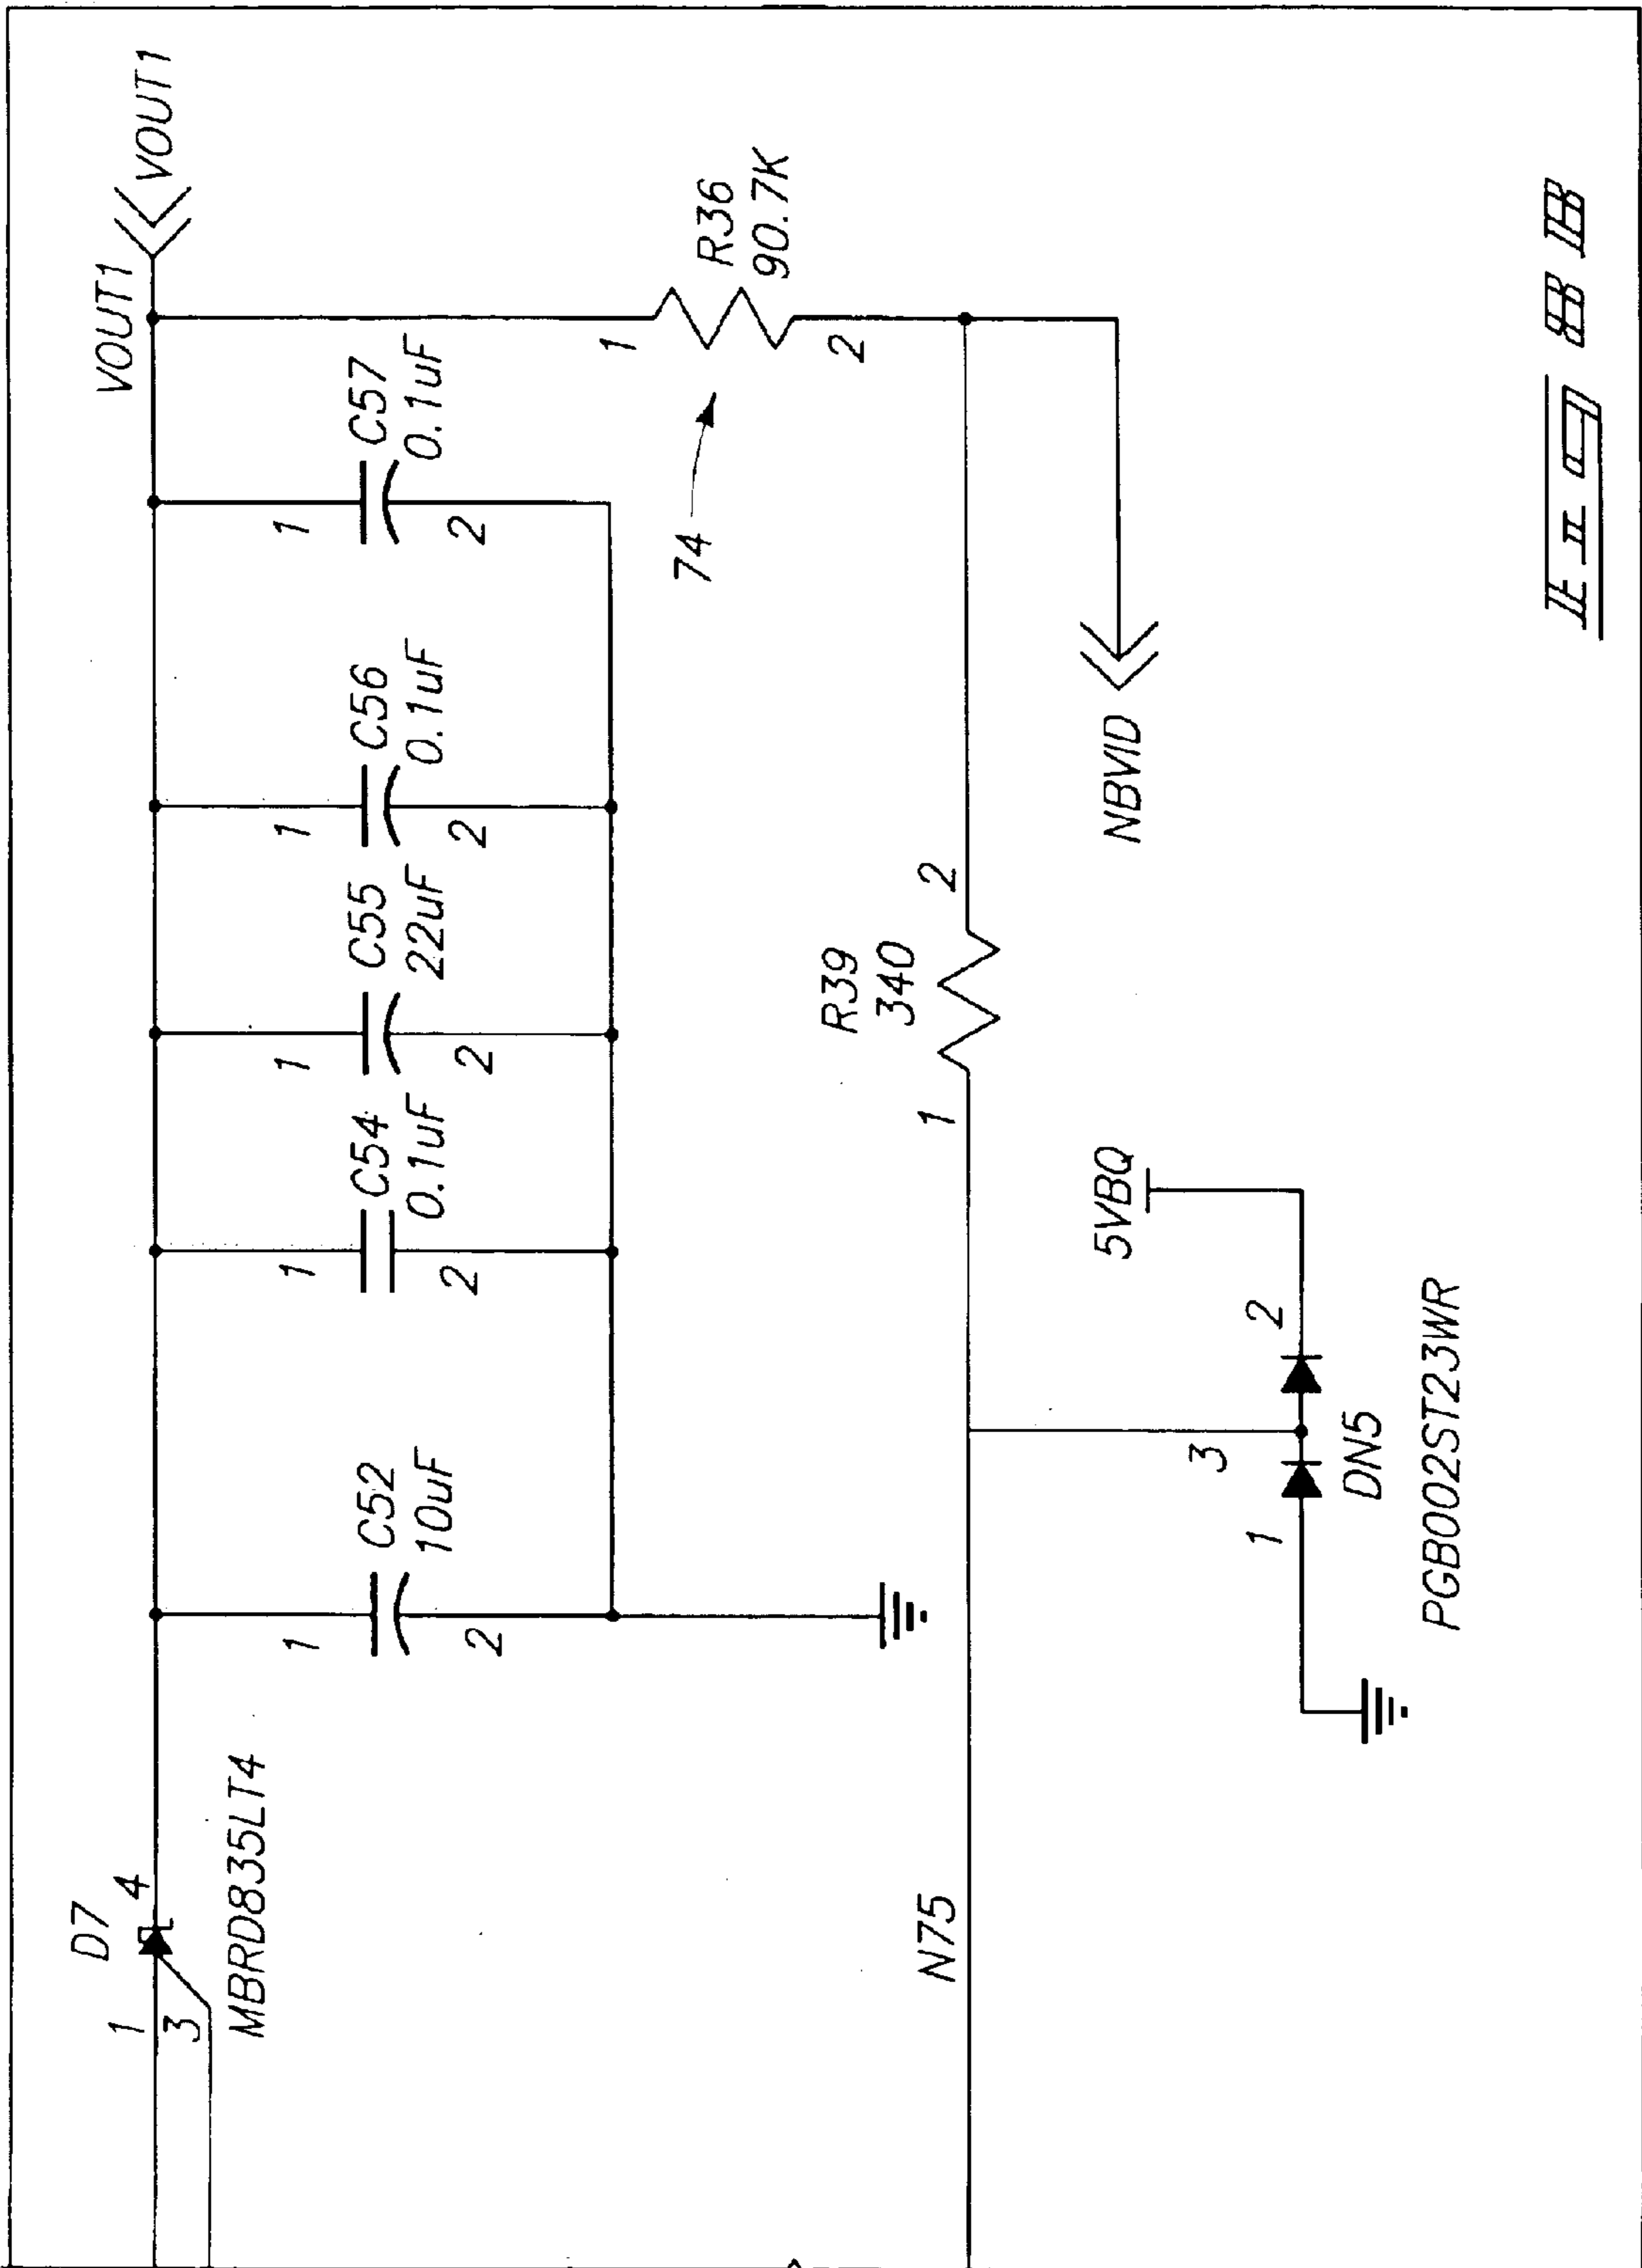 D7
1
4
3
MBRD835LT4
1
C52
10uF
2
1
C54
0.1uF
2
1
C55
22uF
2
1
C56
0.1uF
2
1
C57
0.1uF
2
VOUT1
VOUT1
74
1
R36
90.7K
2
N75
1
R39
340
2
NBVID
5VBQ
3
1
2
DN5
PGB002ST23WR
FIG 8B